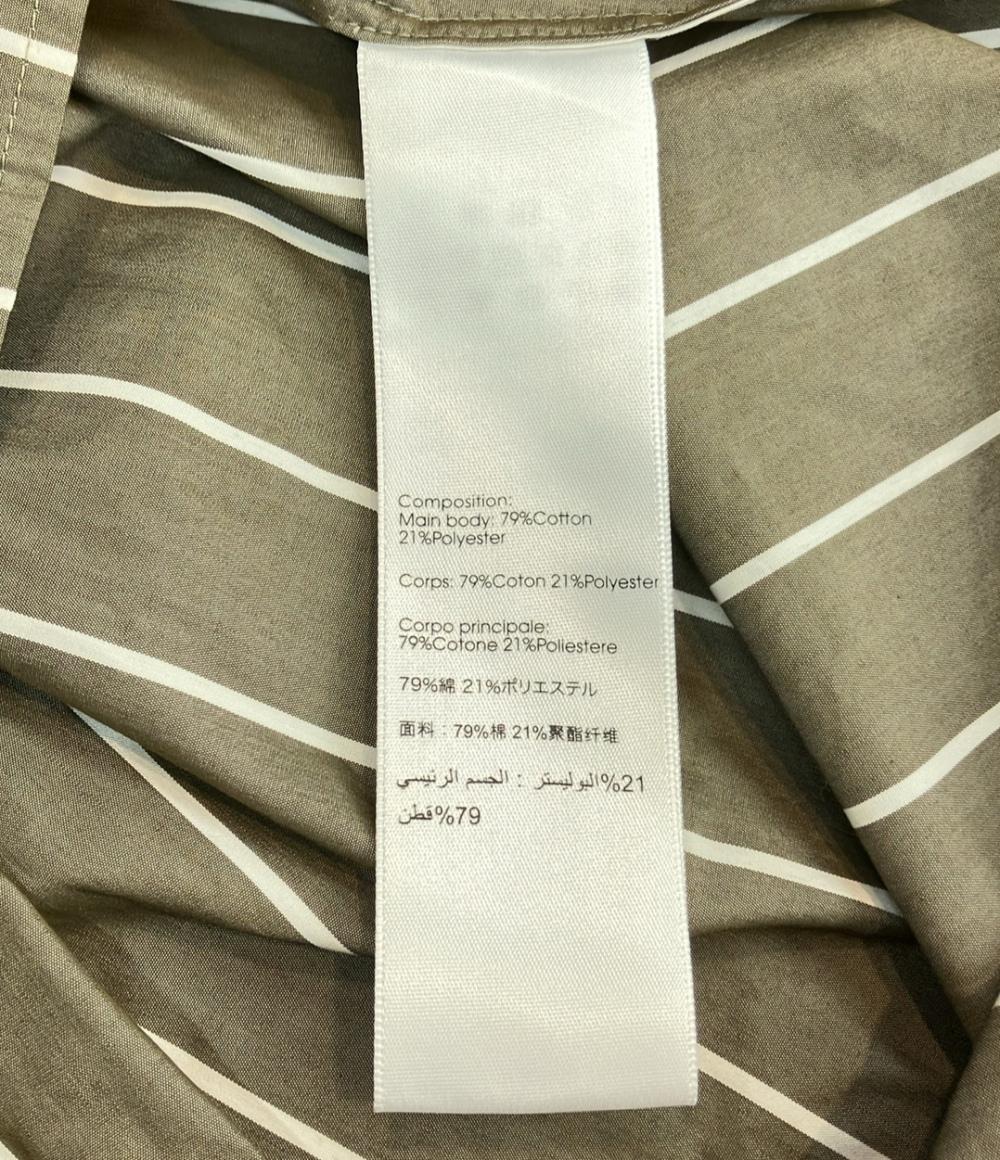 Composition:
Main body: 79%Cotton
21%Polyester
Corps: 79%Coton 21%Polyester
Corpo principale:
79%Cotone 21%Poliestere
79%綿 21%ポリエステル
面料：79%棉 21%聚酯纤维
21%البوليستر : الجسم الرئيسي
79%قطن